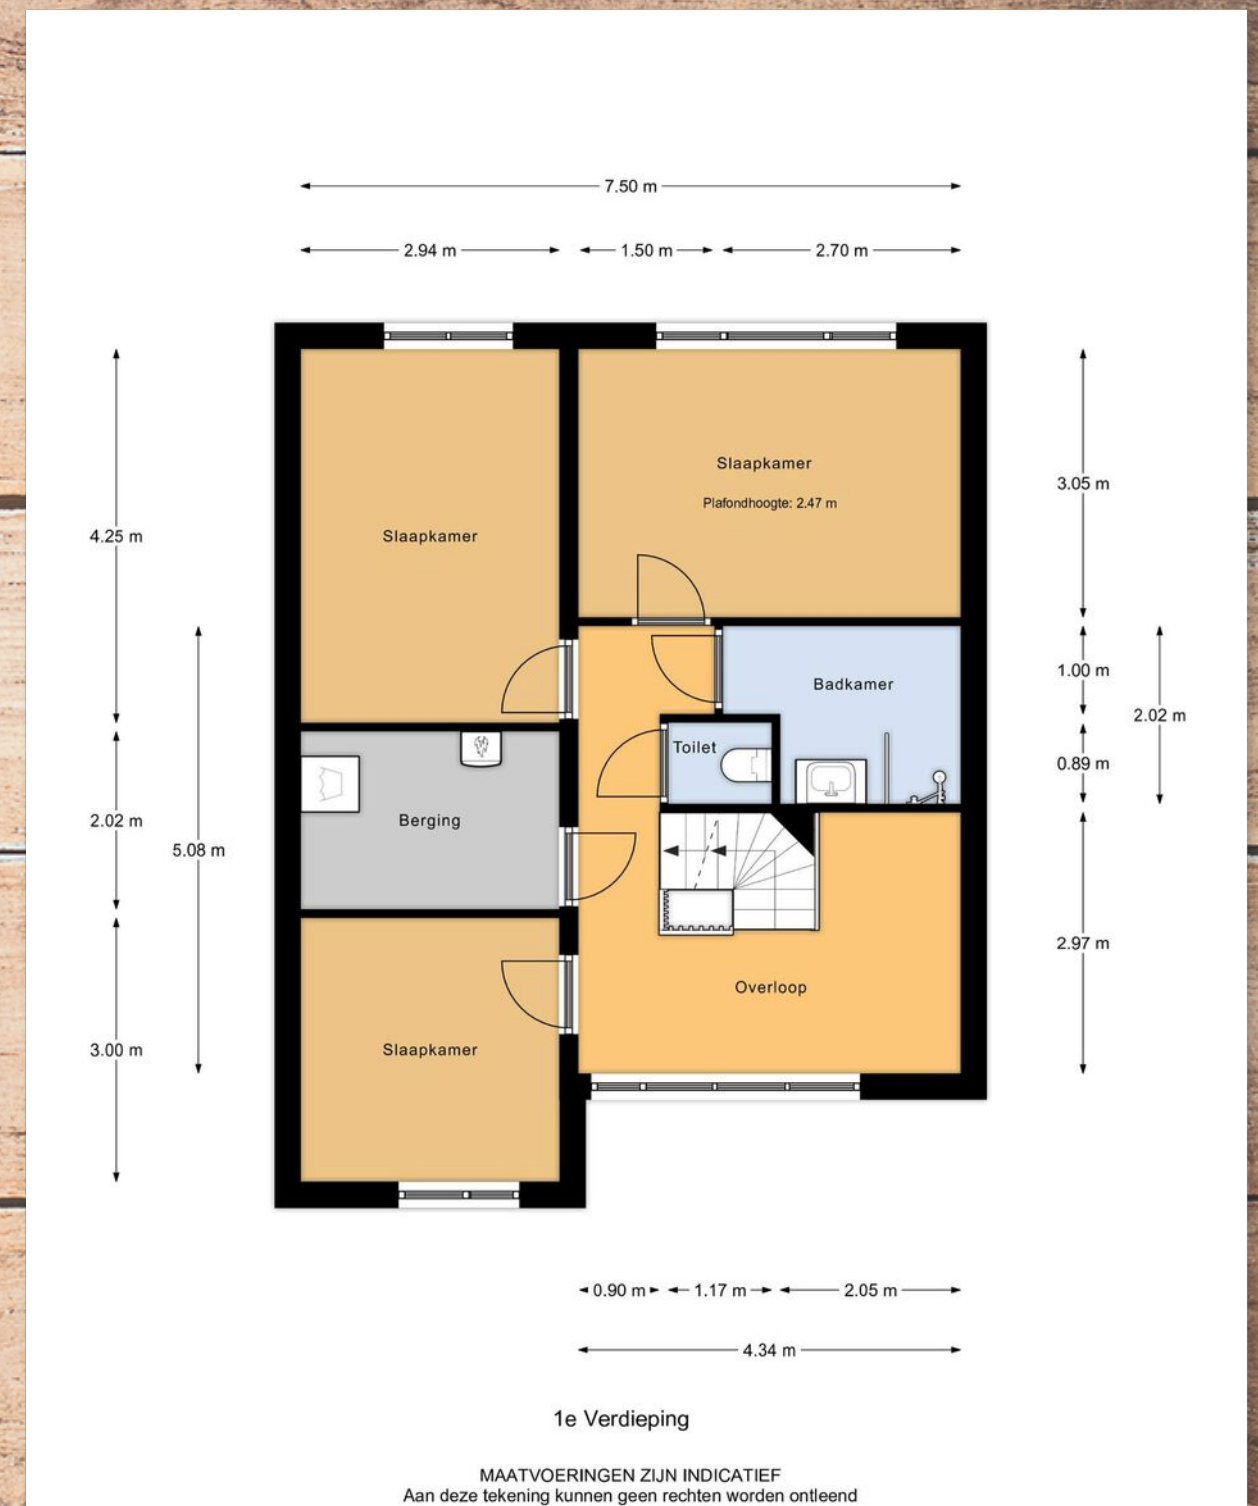 7.50 m
2.94 m
1.50 m
2.70 m
Slaapkamer
Plafondhoogte: 2.47 m
3.05 m
4.25 m
Slaapkamer
1.00 m
Badkamer
2.02 m
Toilet
0.89 m
2.02 m
Berging
5.08 m
2.97 m
Overloop
3.00 m
Slaapkamer
0.90 m
1.17 m
2.05 m
4.34 m
1e Verdieping
MAATVOERINGEN ZIJN INDICATIEF
Aan deze tekening kunnen geen rechten worden ontleend